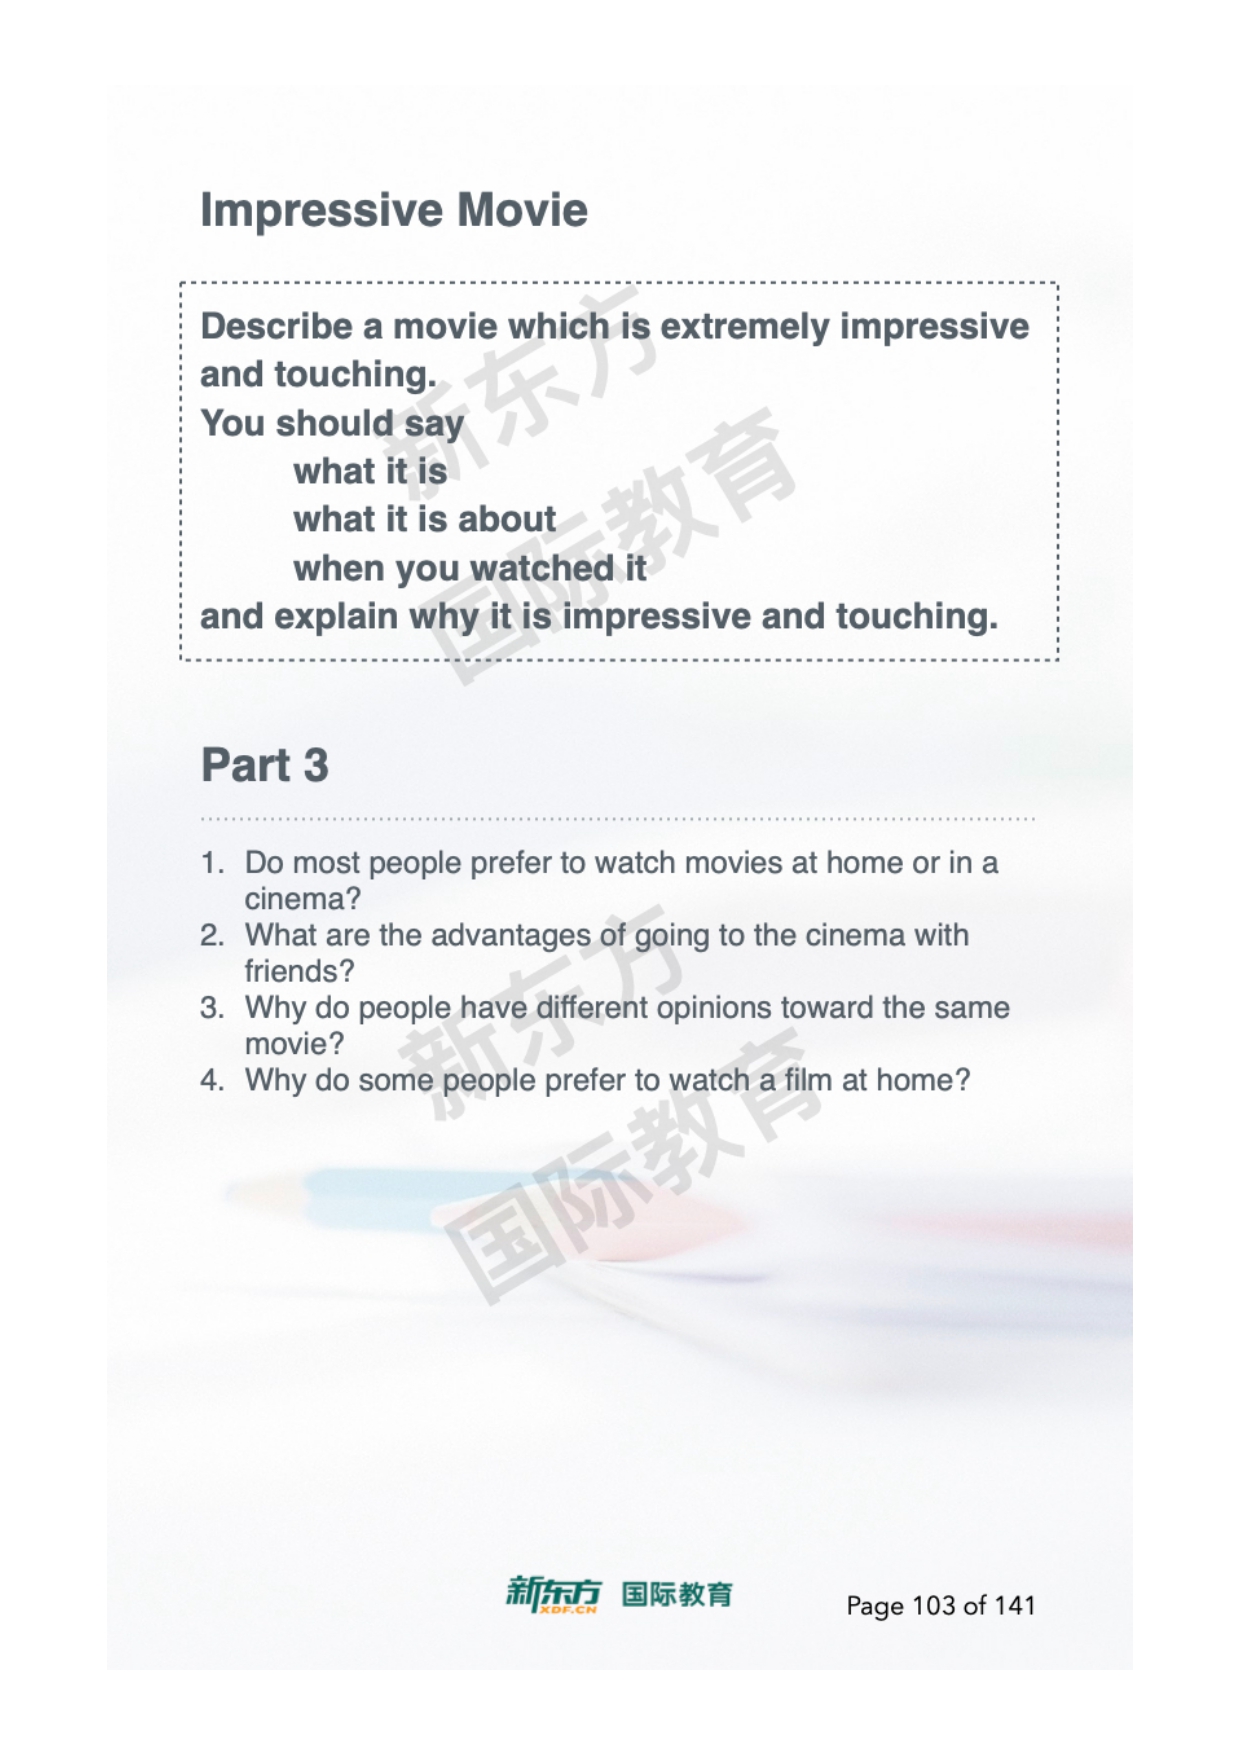 Impressive Movie
Describe a movie which is extremely impressive
and touching.
You should say
what it is
what it is about
when you watched it
and explain why it is impressive and touching.
新东方
国际教育
Part 3
1. Do most people prefer to watch movies at home or in a
cinema?
2. What are the advantages of going to the cinema with
friends?
3. Why do people have different opinions toward the same
movie?
4. Why do some people prefer to watch a film at home?
新东方
国际教育
新东方 国际教育
XDF.CN
Page 103 of 141